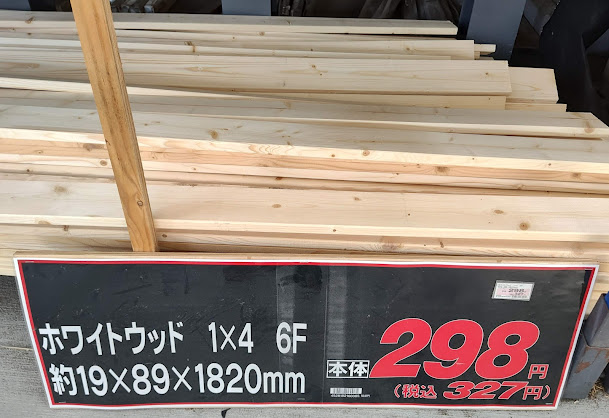 ホワイトウッド 1×4 6F
約19×89×1820mm
本体 298円
(税込 327円)